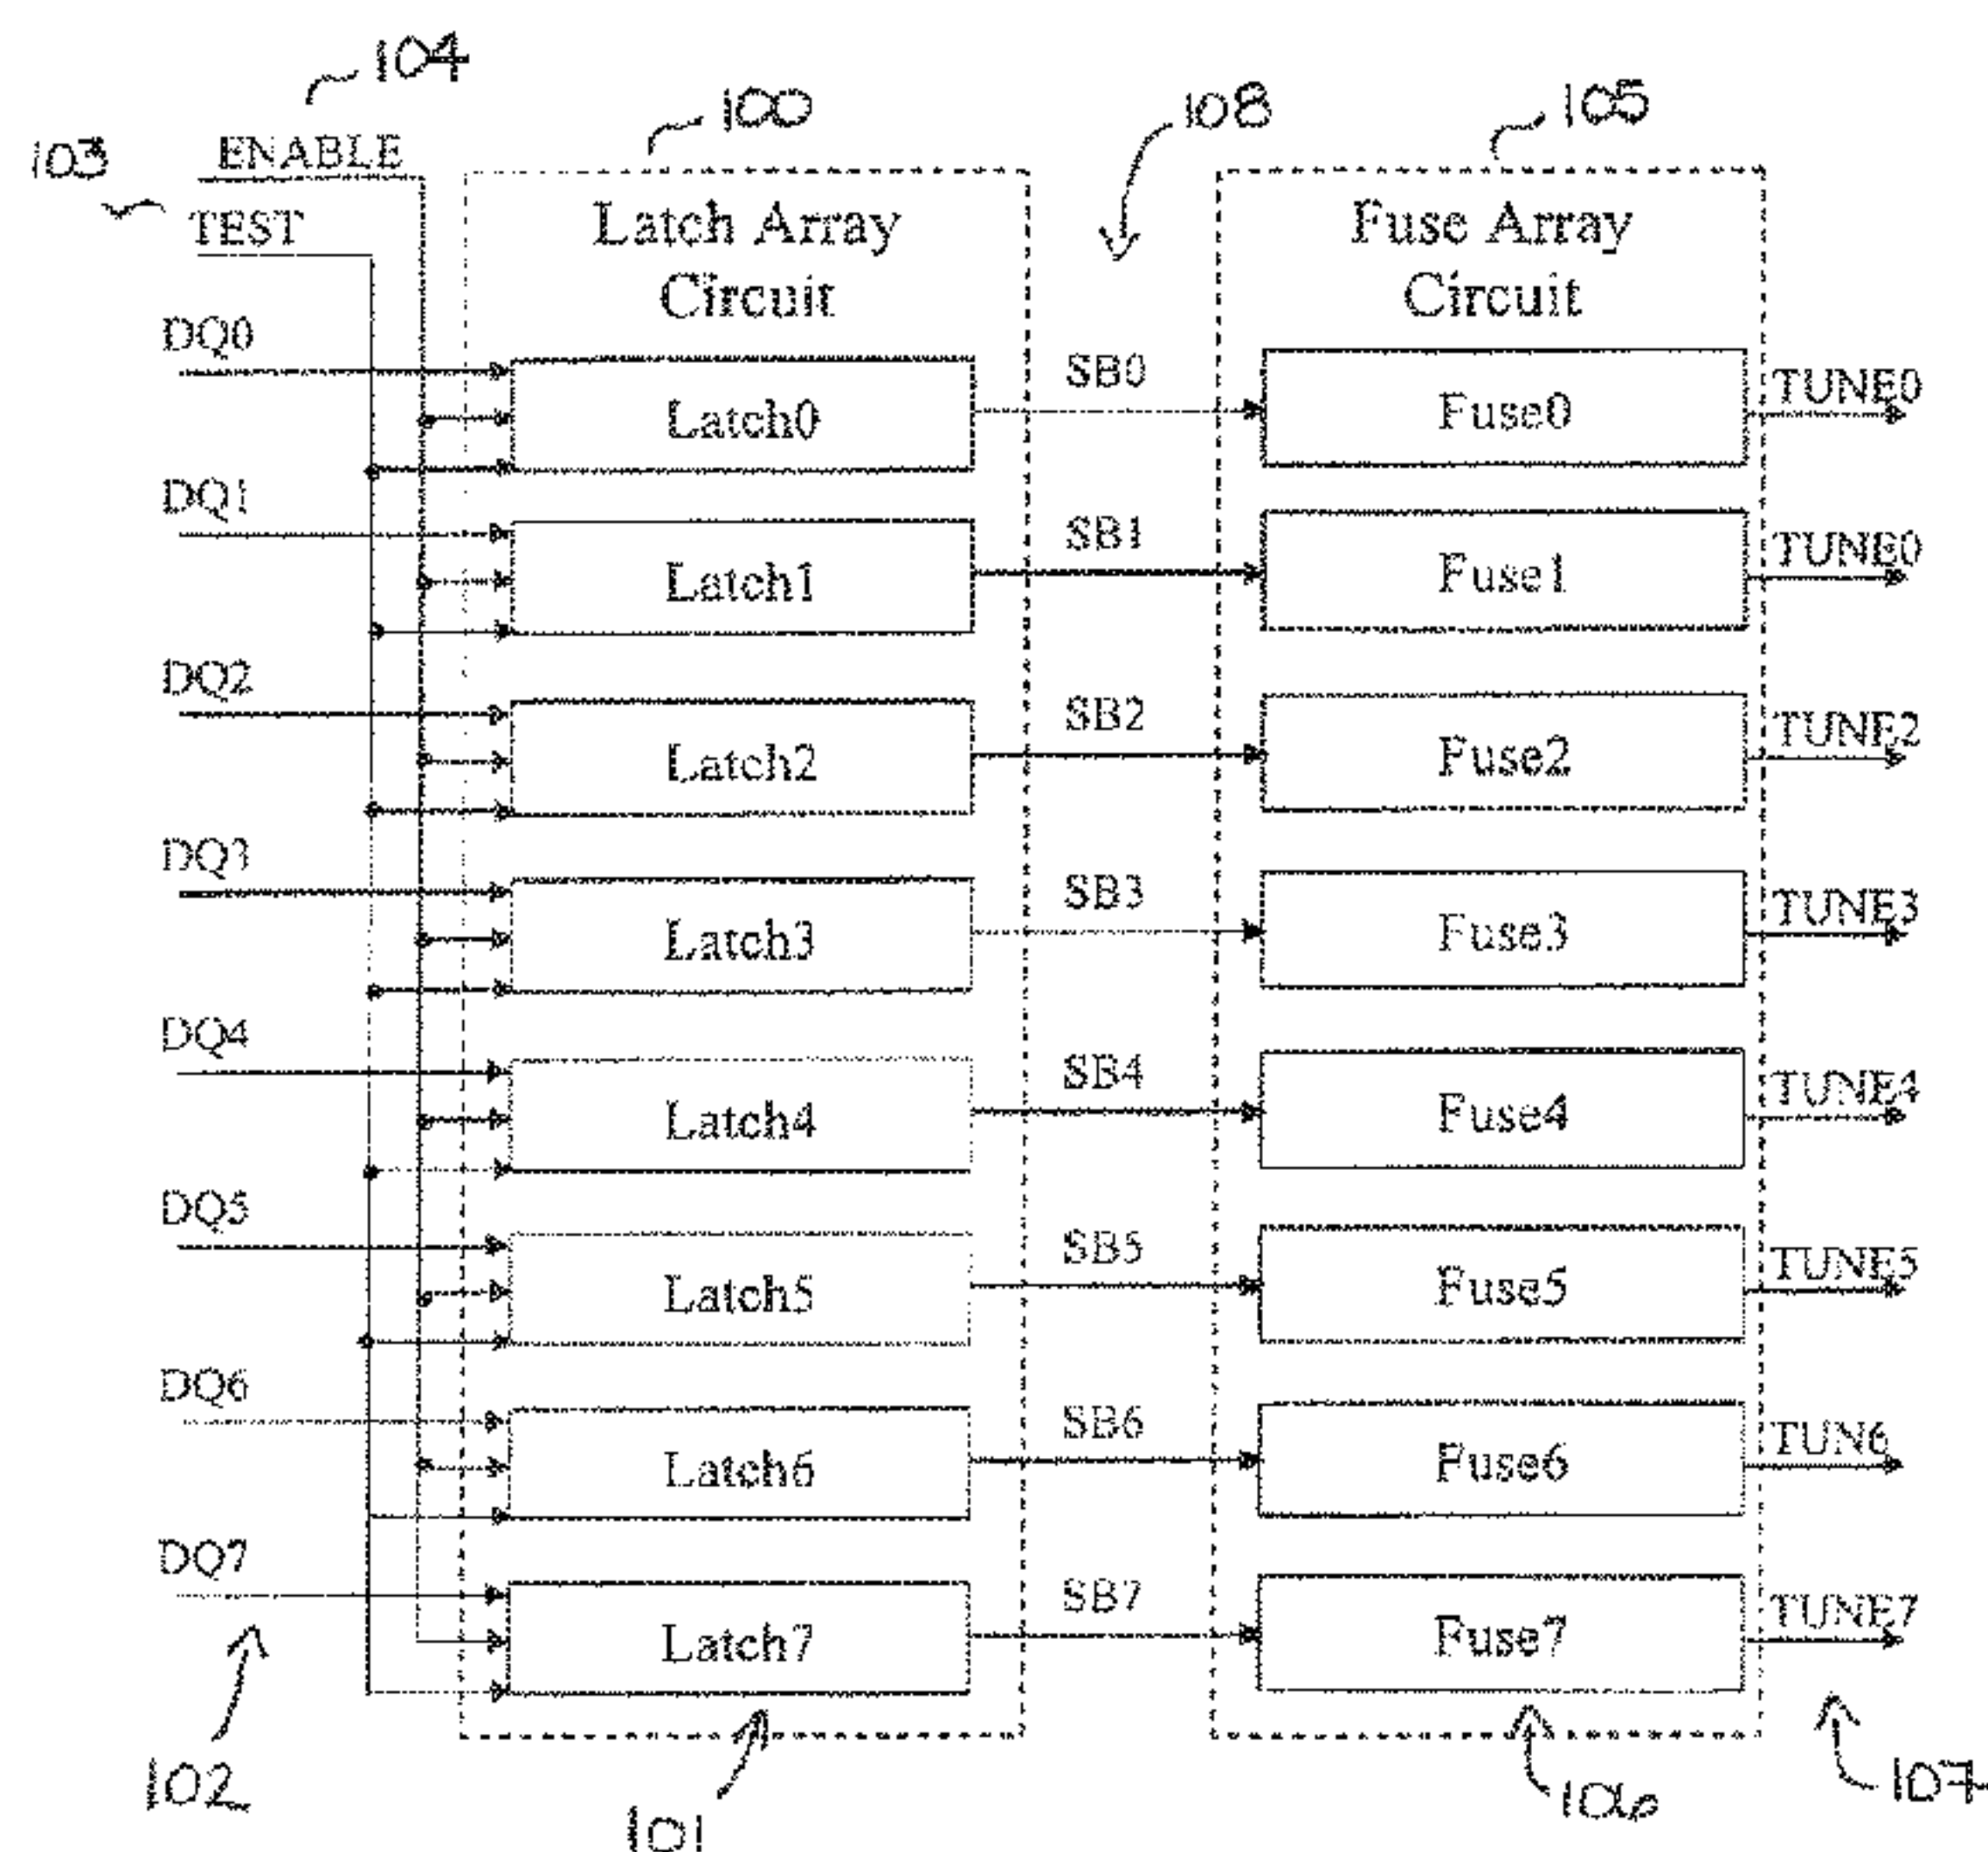 104
100
108
105
103
ENABLE
TEST
Latch Array
Circuit
Fuse Array
Circuit
DQ0
Latch0
SB0
Fuse0
TUNE0
DQ1
Latch1
SB1
Fuse1
TUNE0
DQ2
Latch2
SB2
Fuse2
TUNE2
DQ3
Latch3
SB3
Fuse3
TUNE3
DQ4
Latch4
SB4
Fuse4
TUNE4
DQ5
Latch5
SB5
Fuse5
TUNE5
DQ6
Latch6
SB6
Fuse6
TUN6
DQ7
Latch7
SB7
Fuse7
TUNE7
102
101
106
107